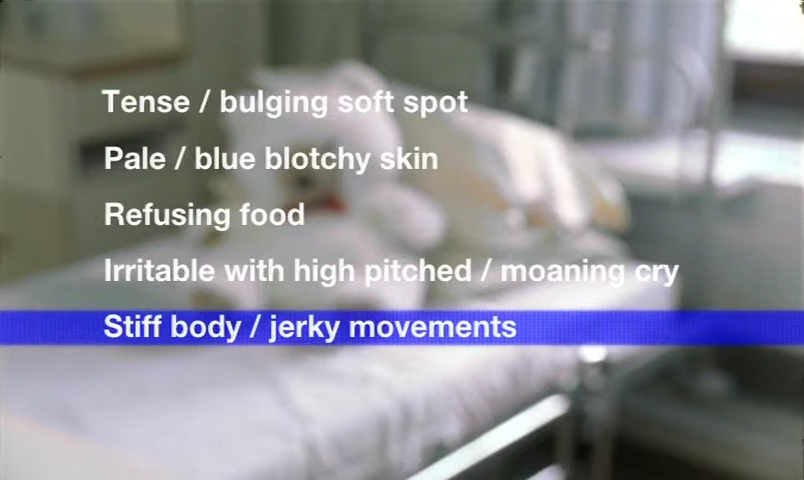 Tense / bulging soft spot
Pale / blue blotchy skin
Refusing food
Irritable with high pitched / moaning cry
Stiff body / jerky movements